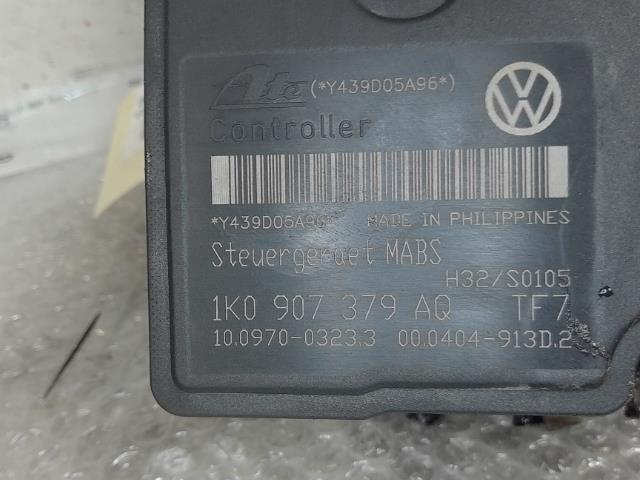 Ate (*Y439D05A96*)
Controller
*Y439D05A96* MADE IN PHILIPPINES
Steuergeraet MABS
H32/S0105
1K0 907 379 AQ TF7
10.0970-0323.3 00.0404-913D.2